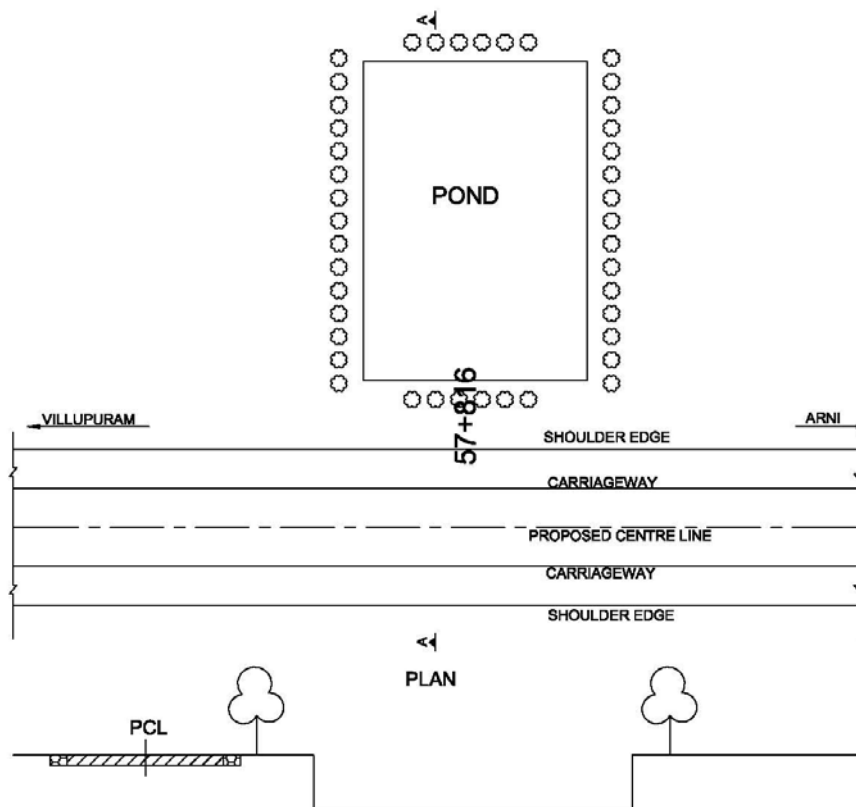 A
POND
57+816
VILLUPURAM
ARNI
SHOULDER EDGE
CARRIAGEWAY
PROPOSED CENTRE LINE
CARRIAGEWAY
SHOULDER EDGE
A
PLAN
PCL